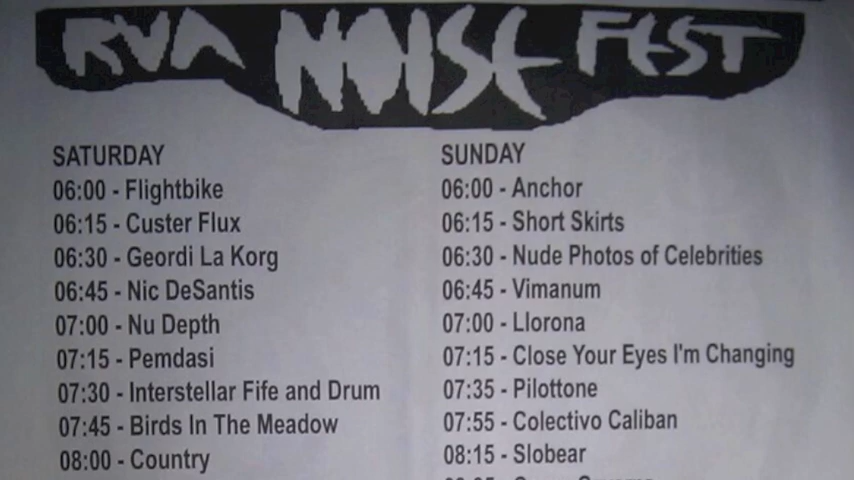 RVA NOISE FEST
SATURDAY
06:00 - Flightbike
06:15 - Custer Flux
06:30 - Geordi La Korg
06:45 - Nic DeSantis
07:00 - Nu Depth
07:15 - Pemdasi
07:30 - Interstellar Fife and Drum
07:45 - Birds In The Meadow
08:00 - Country
SUNDAY
06:00 - Anchor
06:15 - Short Skirts
06:30 - Nude Photos of Celebrities
06:45 - Vimanum
07:00 - Llorona
07:15 - Close Your Eyes I'm Changing
07:35 - Pilottone
07:55 - Colectivo Caliban
08:15 - Slobear